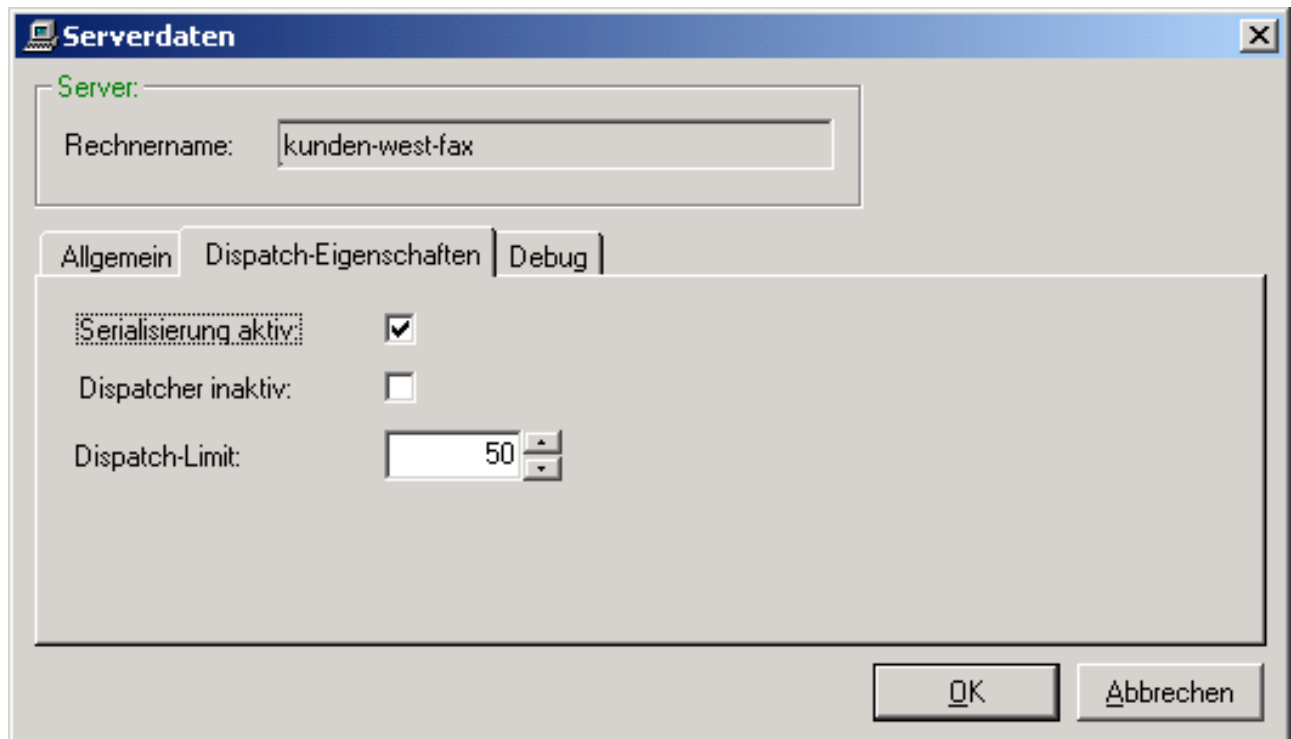 Serverdaten
Server:
Rechnername: kunden-west-fax
Allgemein Dispatch-Eigenschaften Debug
Serialisierung aktiv:
Dispatcher inaktiv:
Dispatch-Limit: 50
OK Abbrechen